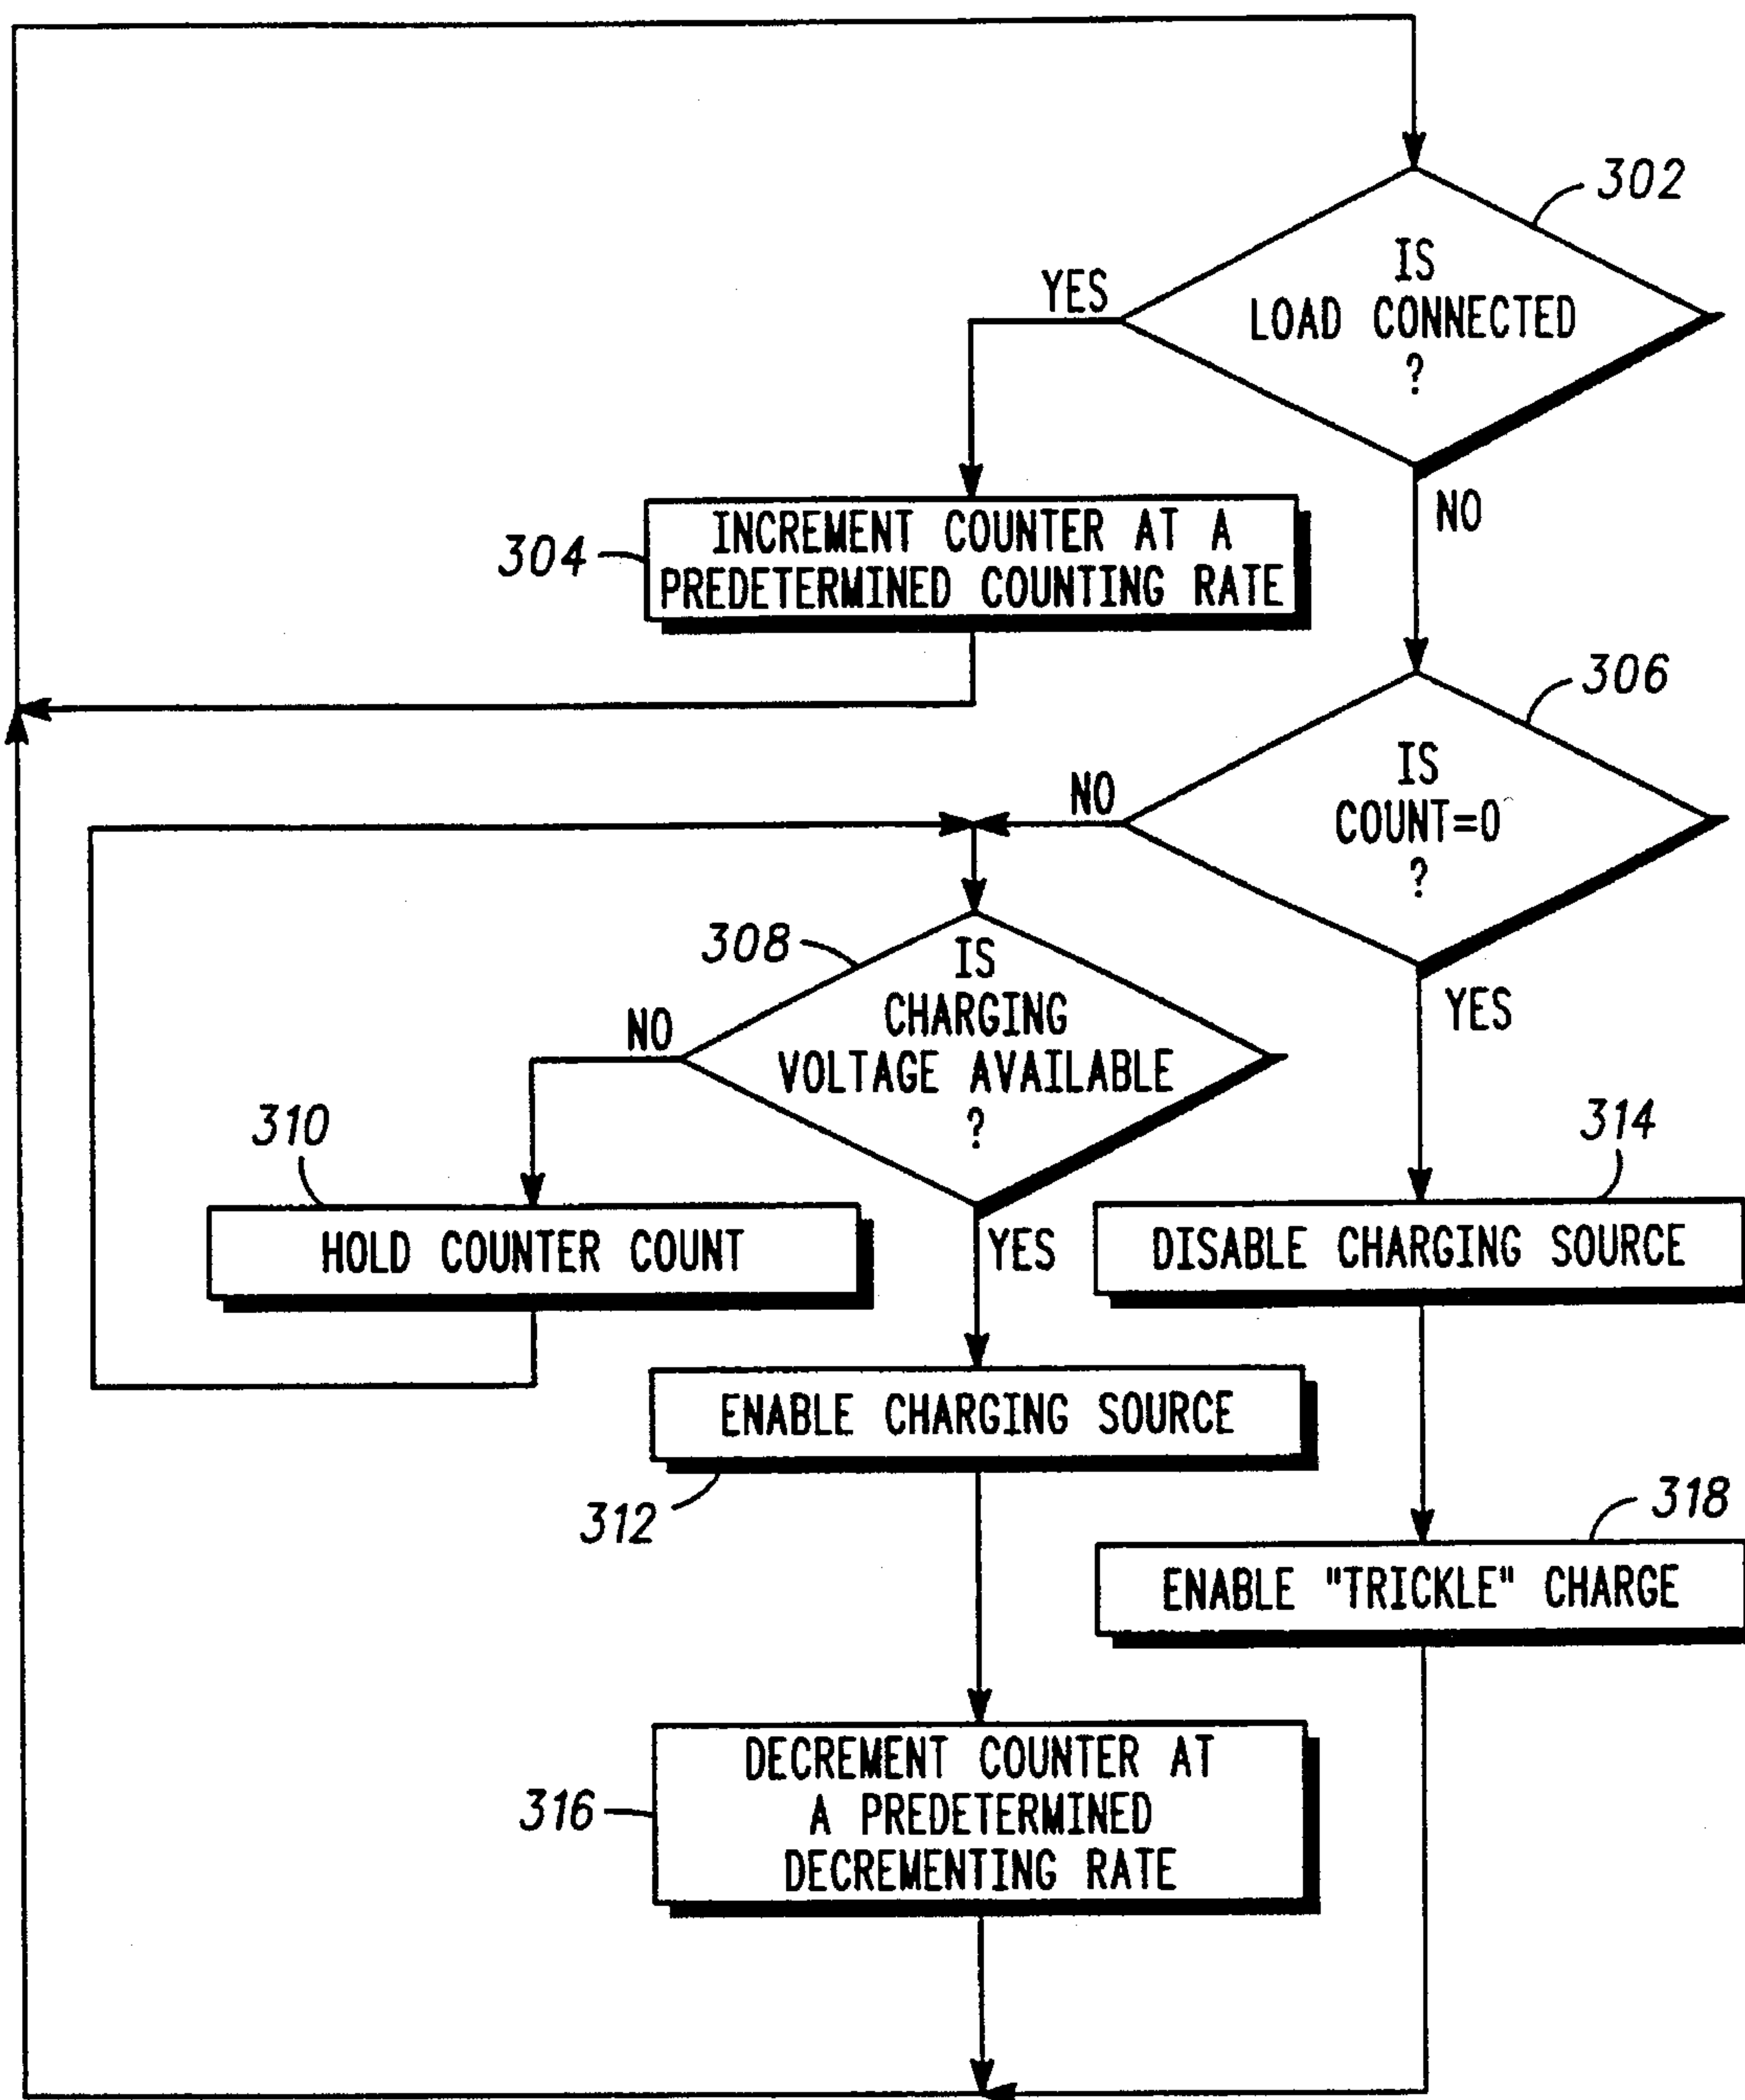 302
IS
LOAD CONNECTED
?
YES
NO
304
INCREMENT COUNTER AT A
PREDETERMINED COUNTING RATE
306
IS
COUNT=0
?
NO
YES
308
IS
CHARGING
VOLTAGE AVAILABLE
?
NO
YES
310
HOLD COUNTER COUNT
314
DISABLE CHARGING SOURCE
ENABLE CHARGING SOURCE
312
318
ENABLE "TRICKLE" CHARGE
316
DECREMENT COUNTER AT
A PREDETERMINED
DECREMENTING RATE